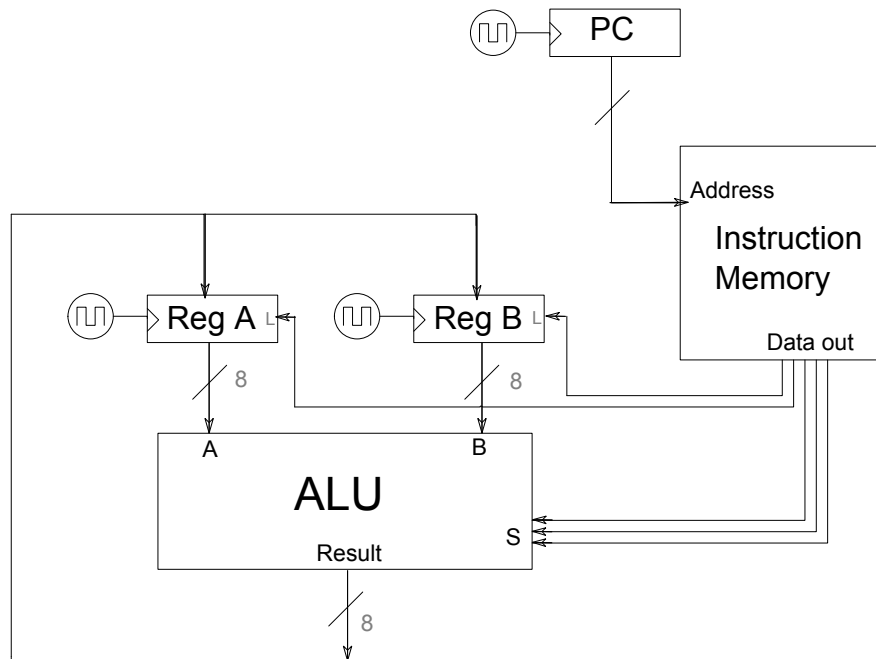 PC
Address
Instruction
Memory
Data out
Reg A L
Reg B L
8
8
A
B
ALU
S
Result
8